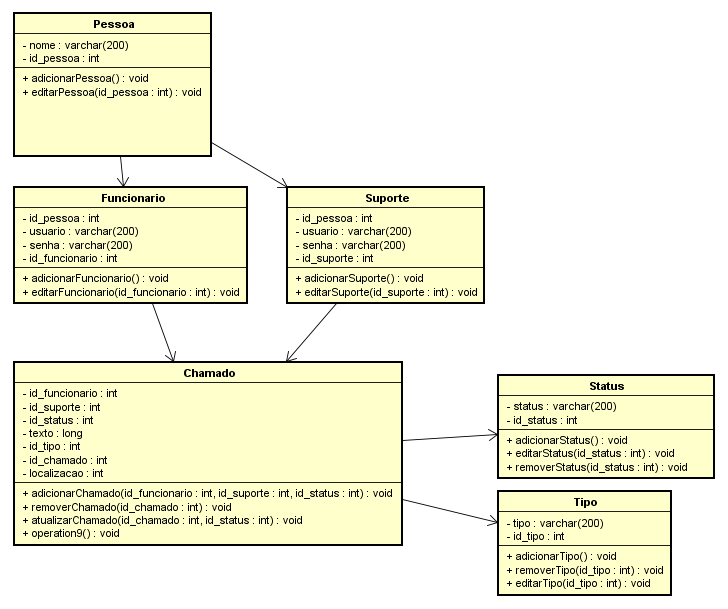 Pessoa
- nome : varchar(200)
- id_pessoa : int
+ adicionarPessoa() : void
+ editarPessoa(id_pessoa : int) : void
Funcionario
- id_pessoa : int
- usuario : varchar(200)
- senha : varchar(200)
- id_funcionario : int
+ adicionarFuncionario() : void
+ editarFuncionario(id_funcionario : int) : void
Suporte
- id_pessoa : int
- usuario : varchar(200)
- senha : varchar(200)
- id_suporte : int
+ adicionarSuporte() : void
+ editarSuporte(id_suporte : int) : void
Chamado
- id_funcionario : int
- id_suporte : int
- id_status : int
- texto : long
- id_tipo : int
- id_chamado : int
- localizacao : int
+ adicionarChamado(id_funcionario : int, id_suporte : int, id_status : int) : void
+ removerChamado(id_chamado : int) : void
+ atualizarChamado(id_chamado : int, id_status : int) : void
+ operation9() : void
Status
- status : varchar(200)
- id_status : int
+ adicionarStatus() : void
+ editarStatus(id_status : int) : void
+ removerStatus(id_status : int) : void
Tipo
- tipo : varchar(200)
- id_tipo : int
+ adicionarTipo() : void
+ removerTipo(id_tipo : int) : void
+ editarTipo(id_tipo : int) : void